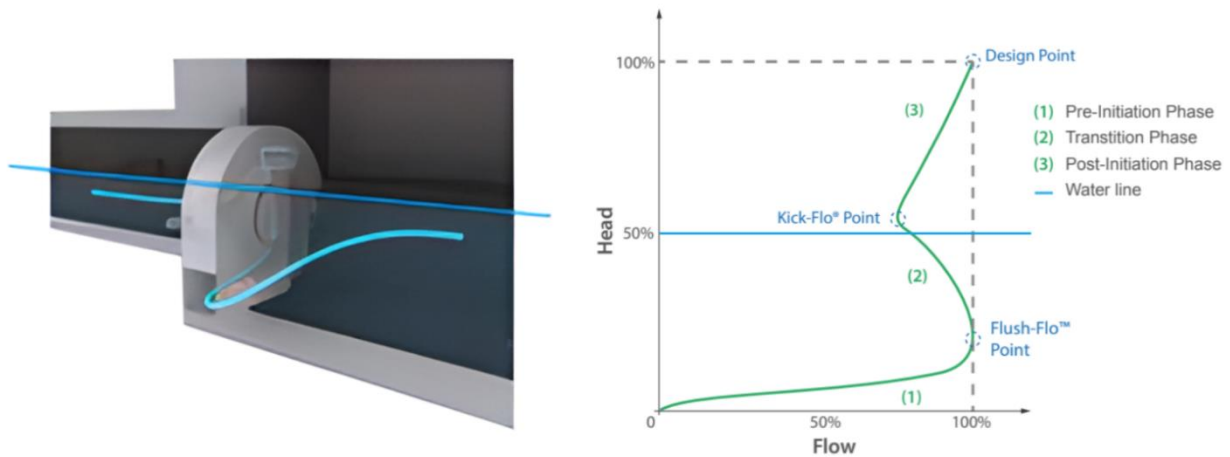 100%
Design Point
(3)
(1) Pre-Initiation Phase
(2) Transtition Phase
(3) Post-Initiation Phase
Water line
Kick-Flo® Point
50%
Head
(2)
Flush-Flo™
Point
(1)
0
50%
100%
Flow